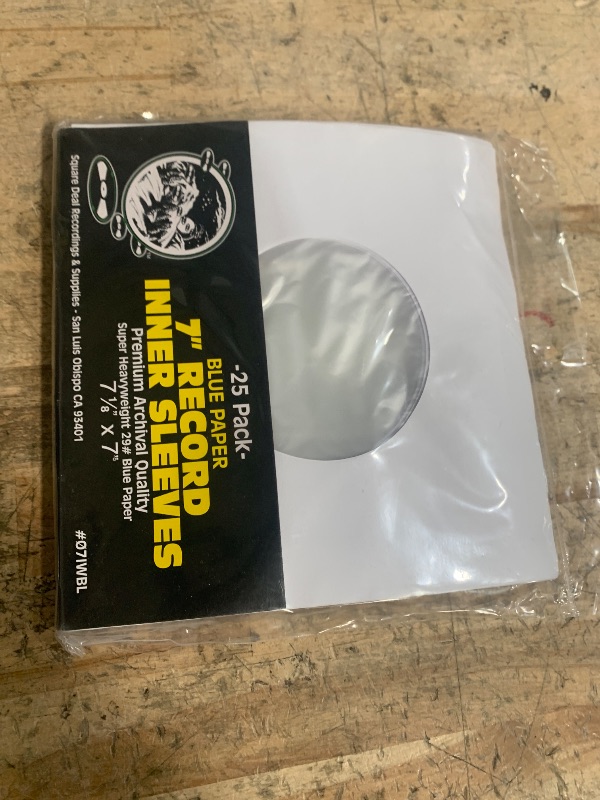 -25 Pack-
BLUE PAPER
7" RECORD
INNER SLEEVES
Premium Archival Quality
Super Heavyweight 29# Blue Paper
7 1/8" X 7"
Square Deal Recordings & Supplies - San Luis Obispo CA 93401
#07IWBL